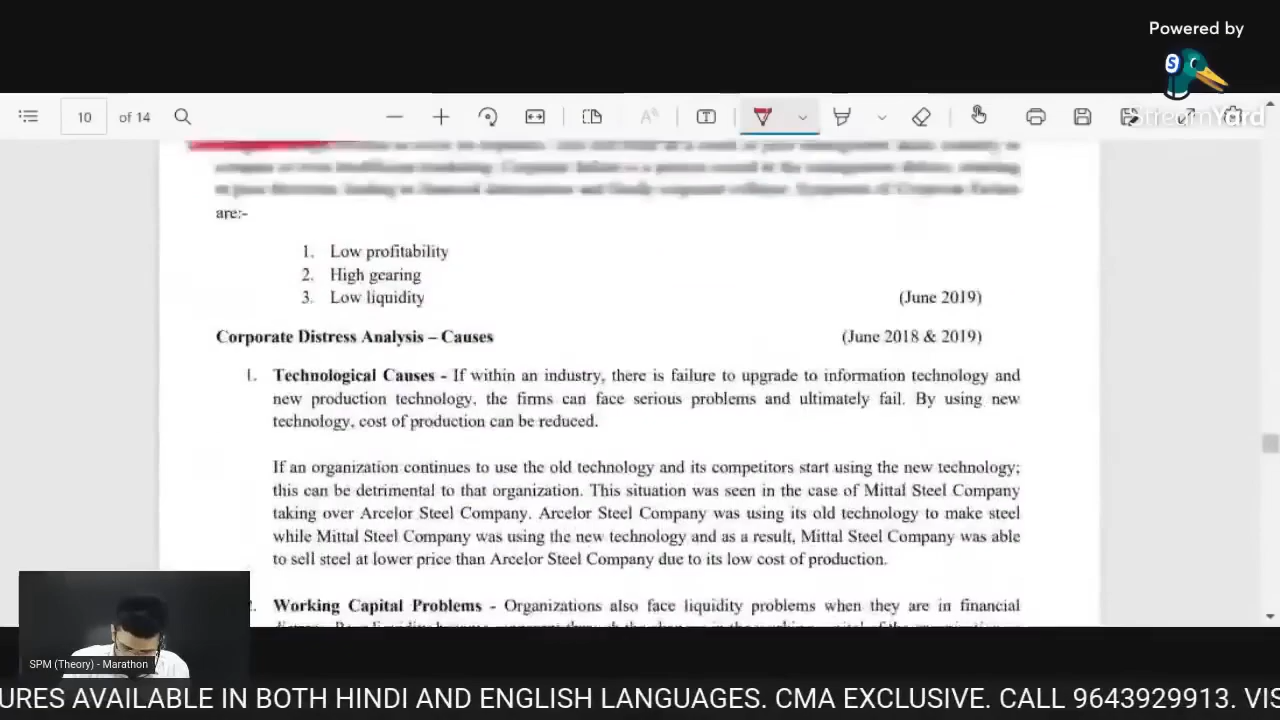 Powered by
S
10 of 14
StreamYard
are:-
1. Low profitability
2. High gearing
3. Low liquidity (June 2019)
Corporate Distress Analysis – Causes (June 2018 & 2019)
1. Technological Causes - If within an industry, there is failure to upgrade to information technology and
new production technology, the firms can face serious problems and ultimately fail. By using new
technology, cost of production can be reduced.
If an organization continues to use the old technology and its competitors start using the new technology;
this can be detrimental to that organization. This situation was seen in the case of Mittal Steel Company
taking over Arcelor Steel Company. Arcelor Steel Company was using its old technology to make steel
while Mittal Steel Company was using the new technology and as a result, Mittal Steel Company was able
to sell steel at lower price than Arcelor Steel Company due to its low cost of production.
Working Capital Problems - Organizations also face liquidity problems when they are in financial
SPM (Theory) - Marathon
URES AVAILABLE IN BOTH HINDI AND ENGLISH LANGUAGES. CMA EXCLUSIVE. CALL 9643929913. VIS